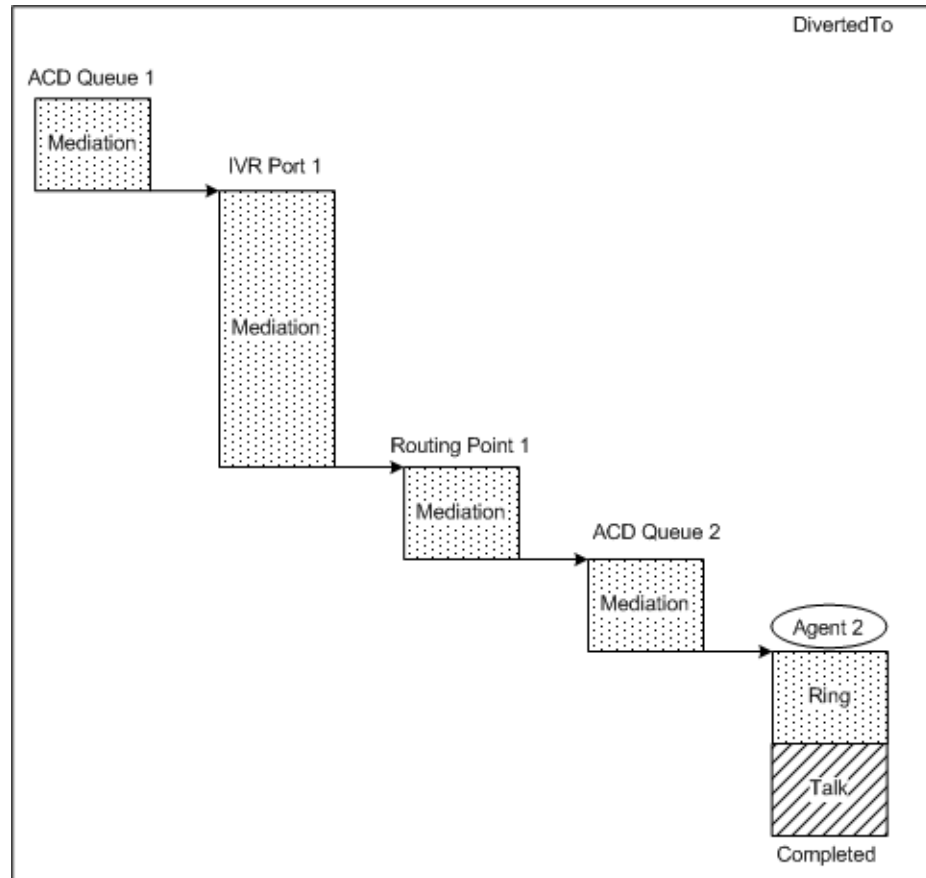 DivertedTo
ACD Queue 1
Mediation
IVR Port 1
Mediation
Routing Point 1
Mediation
ACD Queue 2
Mediation
Agent 2
Ring
Talk
Completed